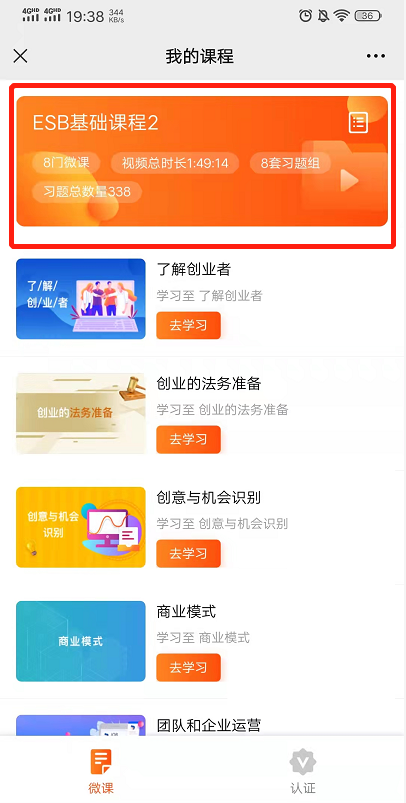 4GHD 4GHD 19:38 344 KB/s 36
我的课程
ESB基础课程2
8门微课 视频总时长1:49:14 8套习题组
习题总数量338
了/解/
创/业/者
了解创业者
学习至 了解创业者
去学习
创业的法务准备
创业的法务准备
学习至 创业的法务准备
去学习
创意与机会
识别
创意与机会识别
学习至 创意与机会识别
去学习
商业模式
商业模式
学习至 商业模式
去学习
团队和企业运营
微课 认证